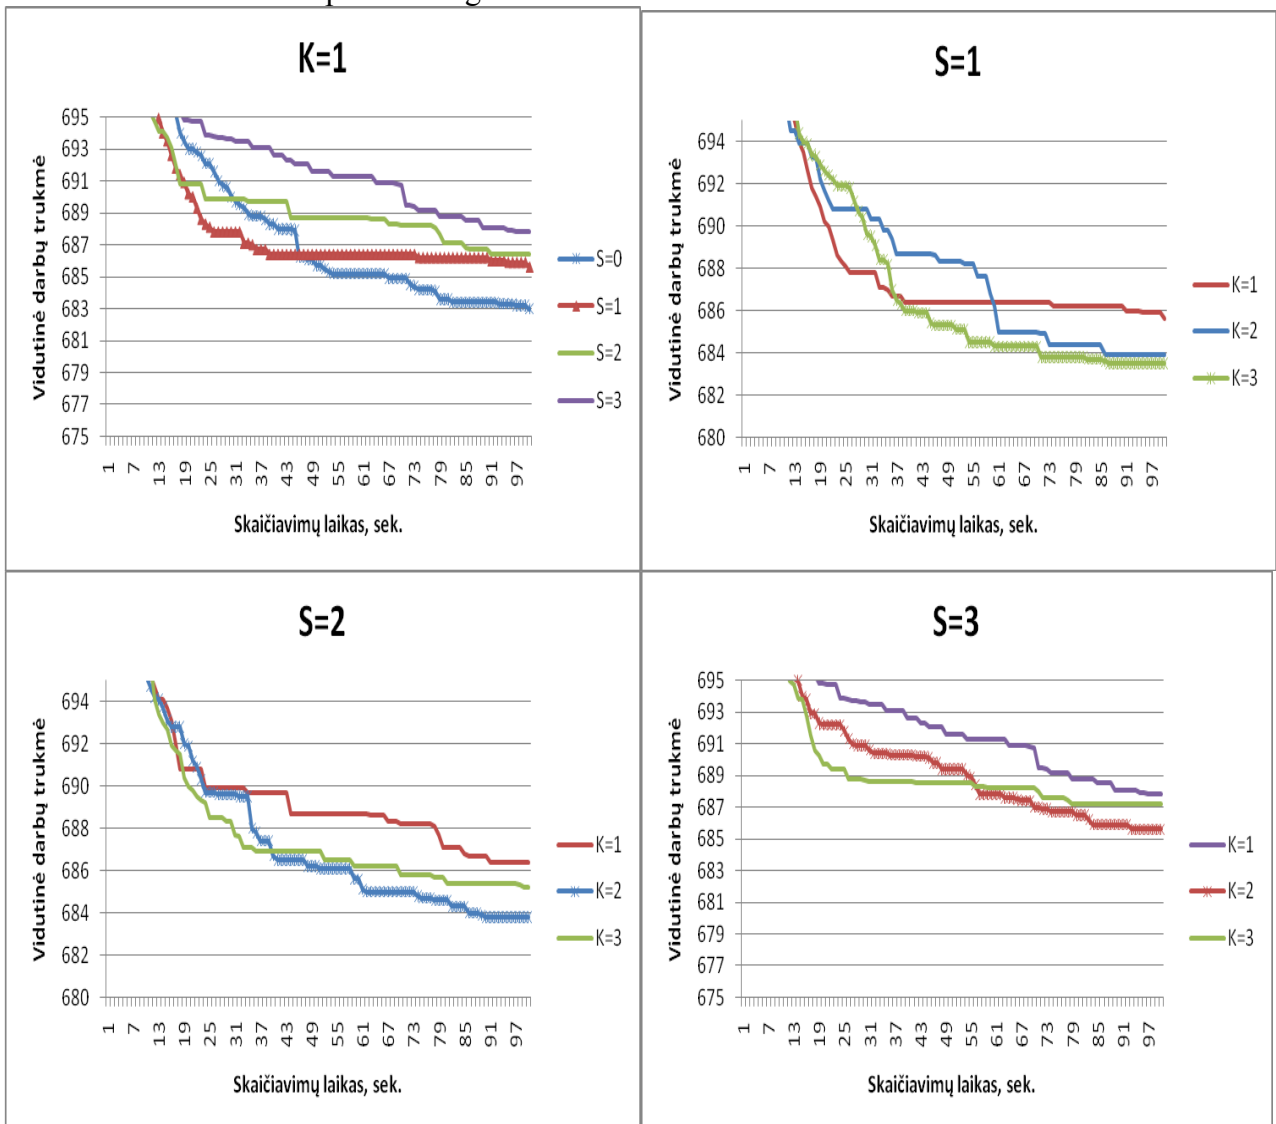 K=1
695
693
691
689
687
685
683
681
679
677
675
Vidutinė darbų trukmė
1 7 13 19 25 31 37 43 49 55 61 67 73 79 85 91 97
Skaičiavimų laikas, sek.
S=0
S=1
S=2
S=3
S=1
694
692
690
688
686
684
682
680
Vidutinė darbų trukmė
1 7 13 19 25 31 37 43 49 55 61 67 73 79 85 91 97
Skaičiavimų laikas, sek.
K=1
K=2
K=3
S=2
694
692
690
688
686
684
682
680
Vidutinė darbų trukmė
1 7 13 19 25 31 37 43 49 55 61 67 73 79 85 91 97
Skaičiavimų laikas, sek.
K=1
K=2
K=3
S=3
695
693
691
689
687
685
683
681
679
677
675
Vidutinė darbų trukmė
1 7 13 19 25 31 37 43 49 55 61 67 73 79 85 91 97
Skaičiavimų laikas, sek.
K=1
K=2
K=3